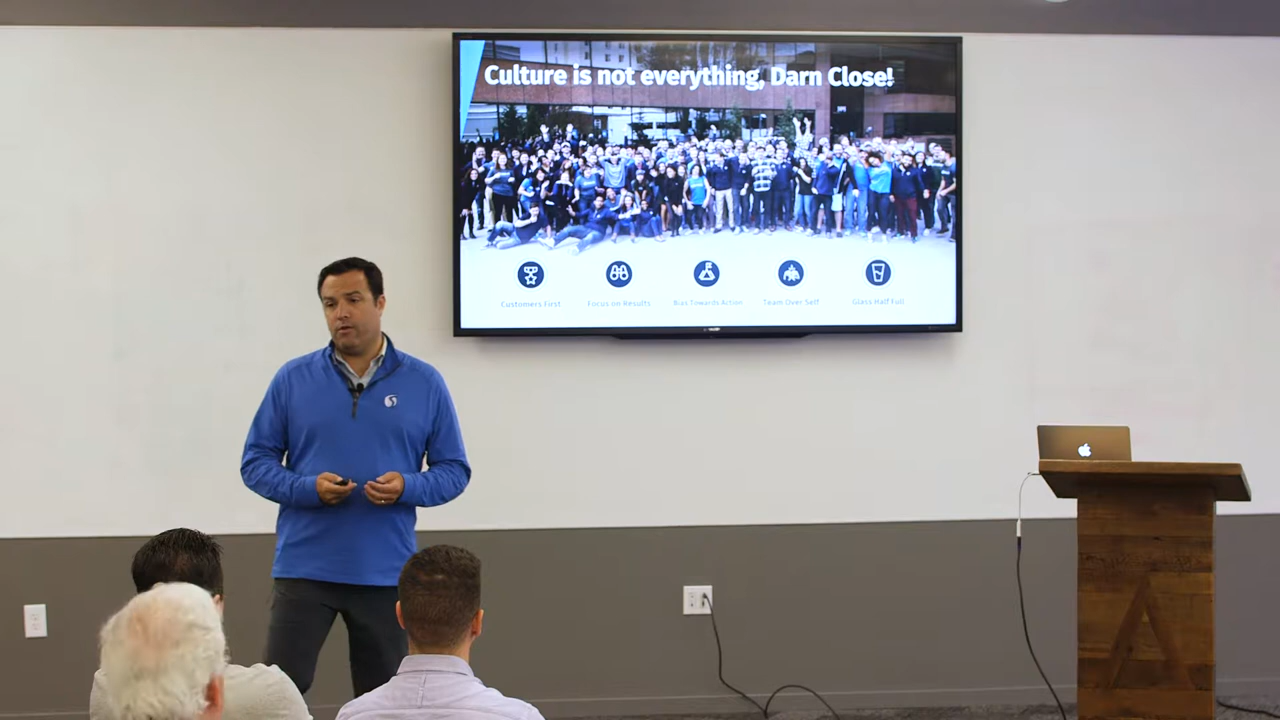 Culture is not everything, Darn Close!
Customers First
Focus on Results
Bias Towards Action
Team Over Self
Glass Half Full